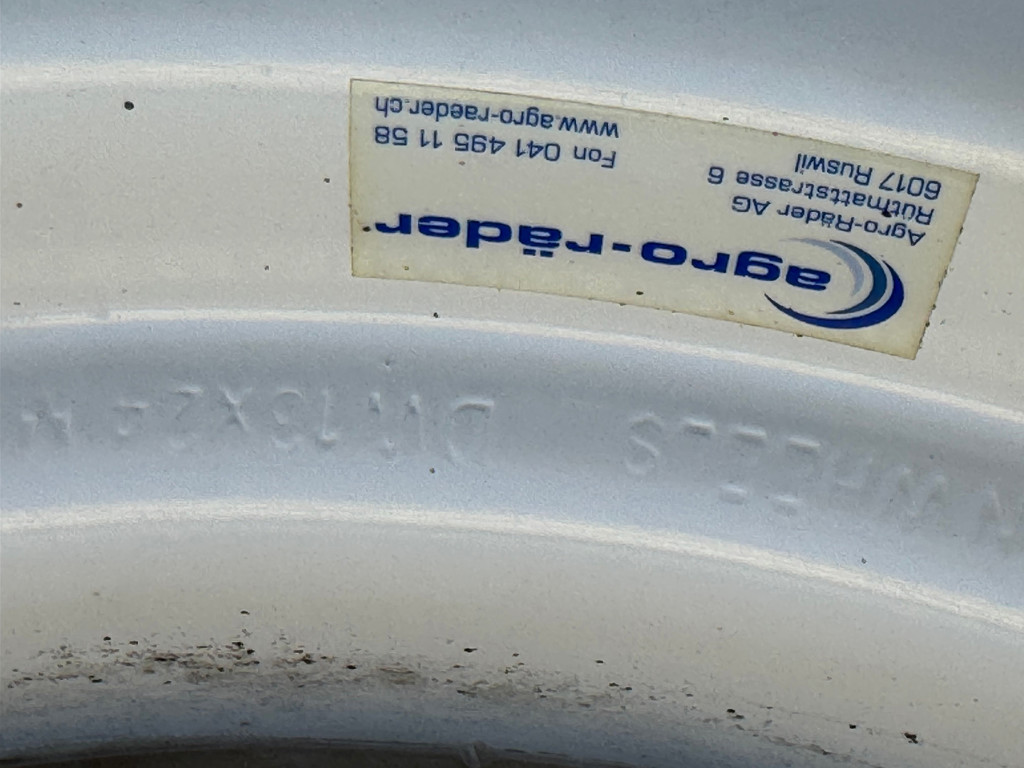 agro-räder
Agro-Räder AG
Rütmattstrasse 6
6017 Ruswil
Fon 041 495 11 58
www.agro-raeder.ch
WHEELS